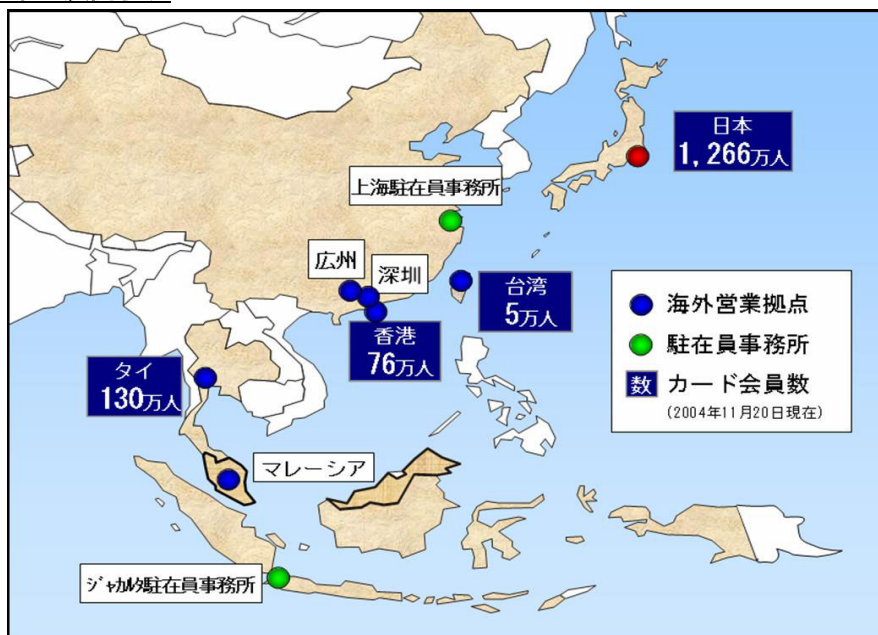 日本
1,266万人
上海駐在員事務所
広州
深圳
台湾
5万人
香港
76万人
タイ
130万人
マレーシア
ジャカルタ駐在員事務所
海外営業拠点
駐在員事務所
数 カード会員数
(2004年11月20日現在)